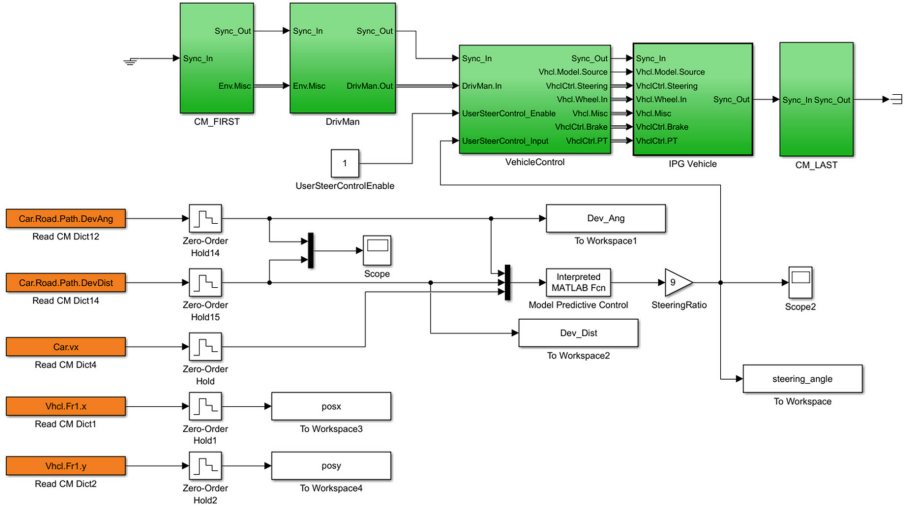 Sync_In
Sync_Out
Env.Misc
CM_FIRST
Sync_In
Sync_Out
Env.Misc
DrivMan.Out
DrivMan
Sync_In
DrivMan.In
UserSteerControl_Enable
UserSteerControl_Input
Sync_Out
Vhcl.Model.Source
VhclCtrl.Steering
Vhcl.Wheel.In
Vhcl.Misc
VhclCtrl.Brake
VhclCtrl.PT
VehicleControl
Sync_In
Vhcl.Model.Source
VhclCtrl.Steering
Vhcl.Wheel.In
Vhcl.Misc
VhclCtrl.Brake
VhclCtrl.PT
Sync_Out
IPG Vehicle
Sync_In Sync_Out
CM_LAST
1
UserSteerControlEnable
Car.Road.Path.DevAng
Read CM Dict12
Zero-Order
Hold14
Scope
Dev_Ang
To Workspace1
Car.Road.Path.DevDist
Read CM Dict14
Zero-Order
Hold15
Interpreted
MATLAB Fcn
Model Predictive Control
9
SteeringRatio
Scope2
Dev_Dist
To Workspace2
Car.vx
Read CM Dict4
Zero-Order
Hold
steering_angle
To Workspace
Vhcl.Fr1.x
Read CM Dict1
Zero-Order
Hold1
posx
To Workspace3
Vhcl.Fr1.y
Read CM Dict2
Zero-Order
Hold2
posy
To Workspace4